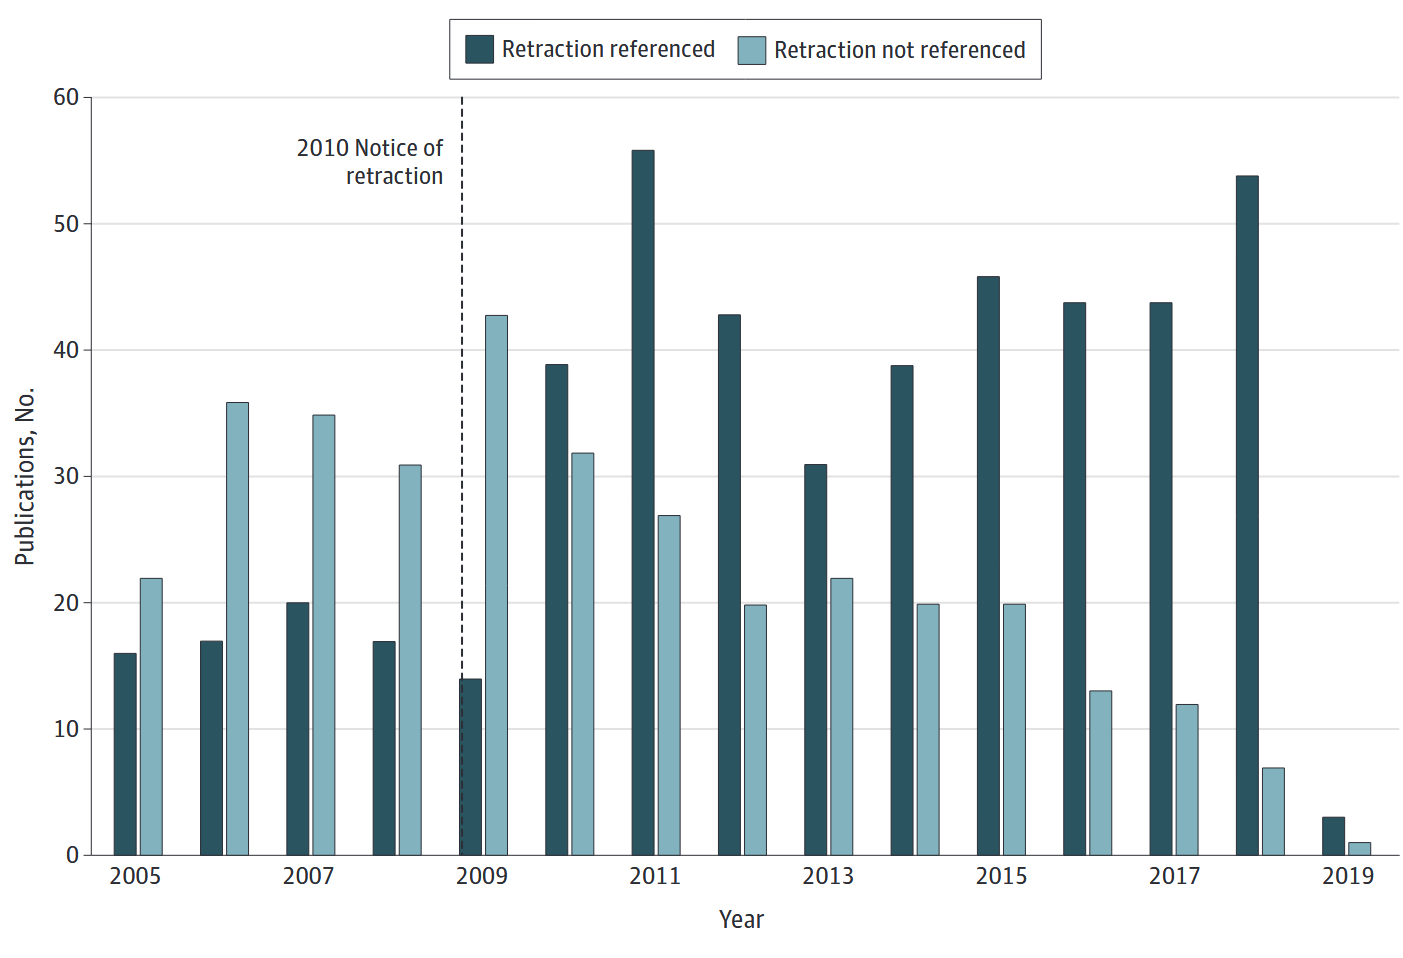 Retraction referenced
Retraction not referenced
60
2010 Notice of
retraction
50
40
30
20
10
0
Publications, No.
2005 2007 2009 2011 2013 2015 2017 2019
Year